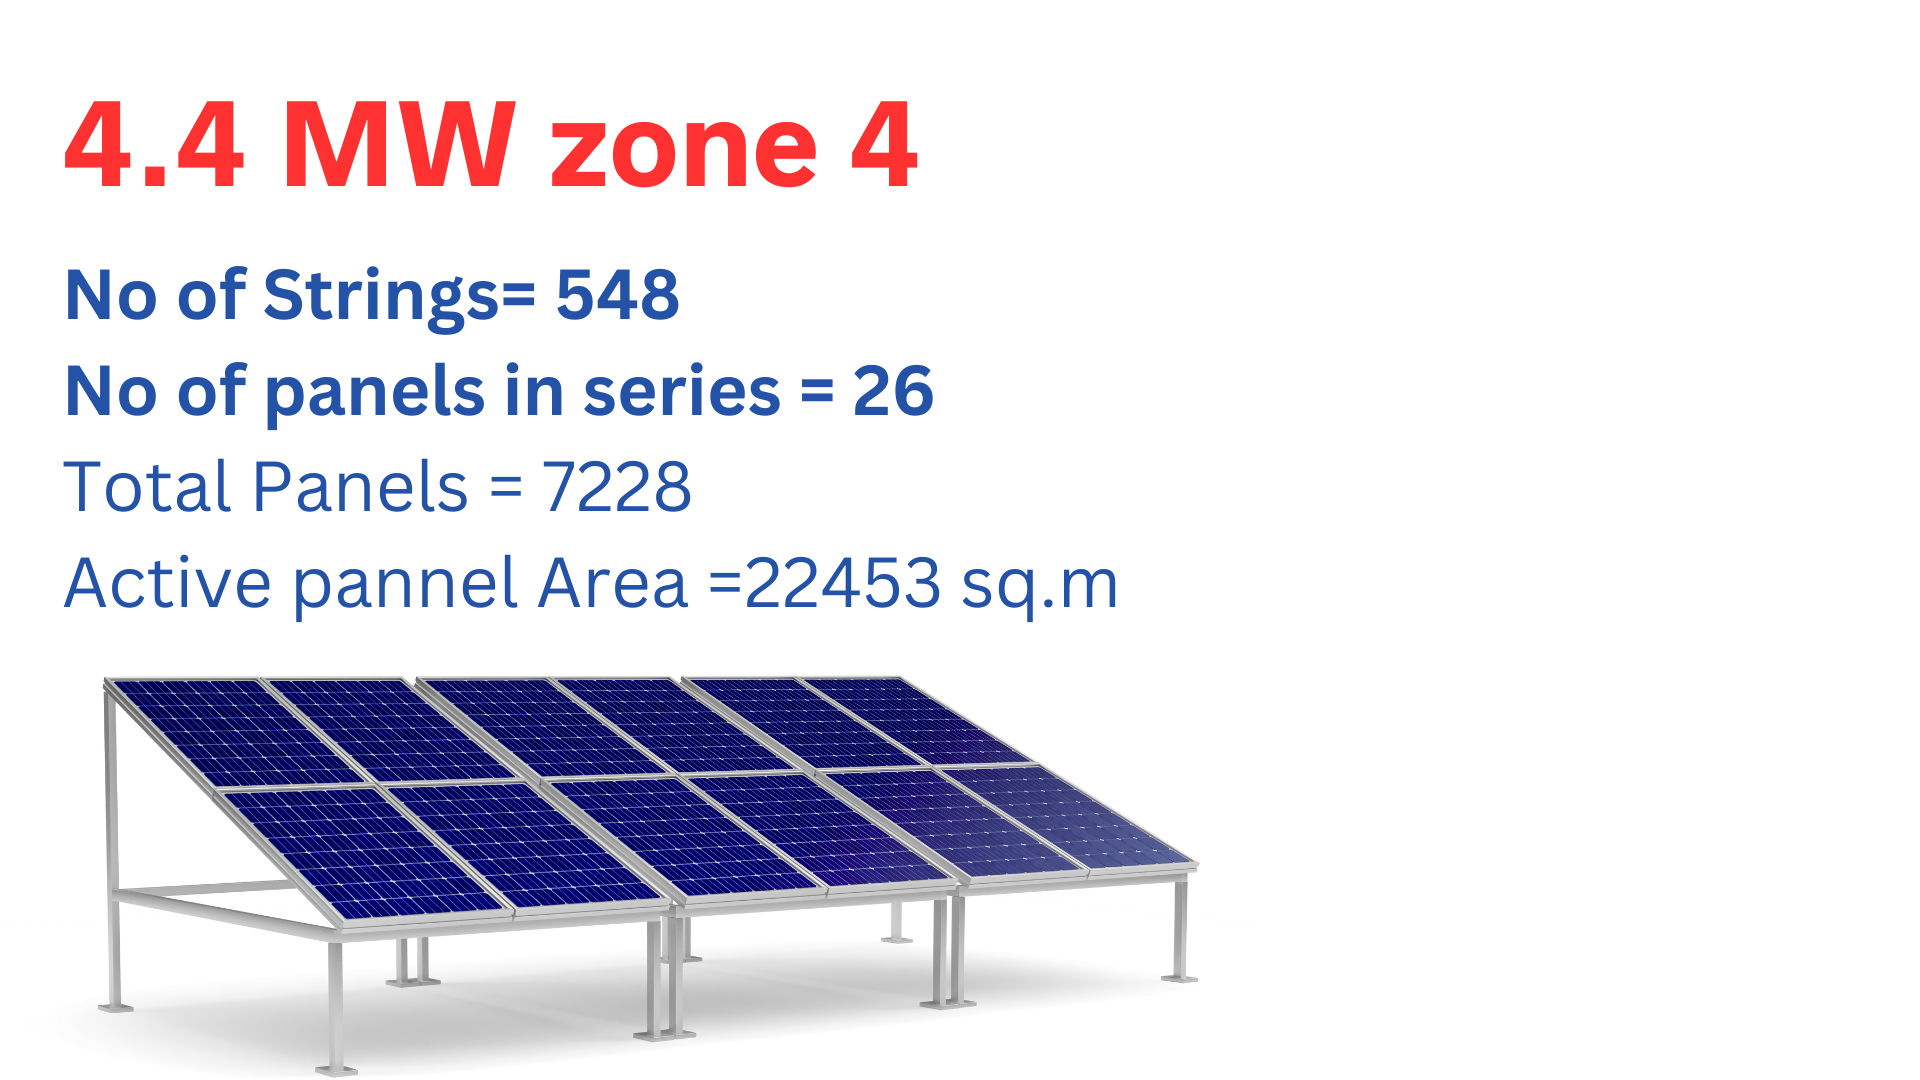 4.4 MW zone 4
No of Strings= 548
No of panels in series = 26
Total Panels = 7228
Active pannel Area =22453 sq.m